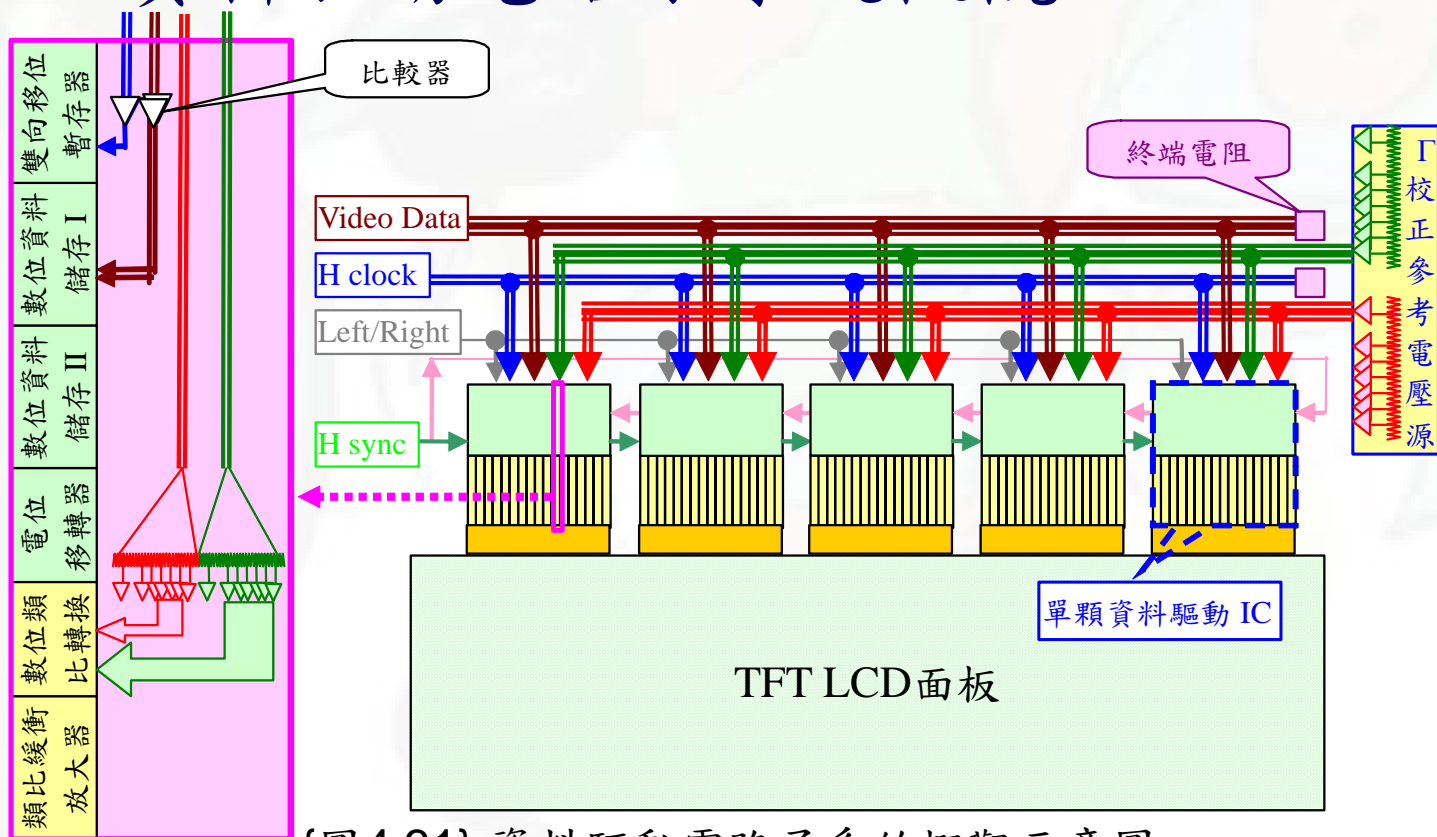 雙向移位
暫存器
數位資料
儲存 I
數位資料
儲存 II
電位
移轉器
數位類
比轉換
類比緩衝
放大器
比較器
終端電阻
Video Data
H clock
Left/Right
H sync
Γ
校
正
參
考
電
壓
源
單顆資料驅動 IC
TFT LCD面板